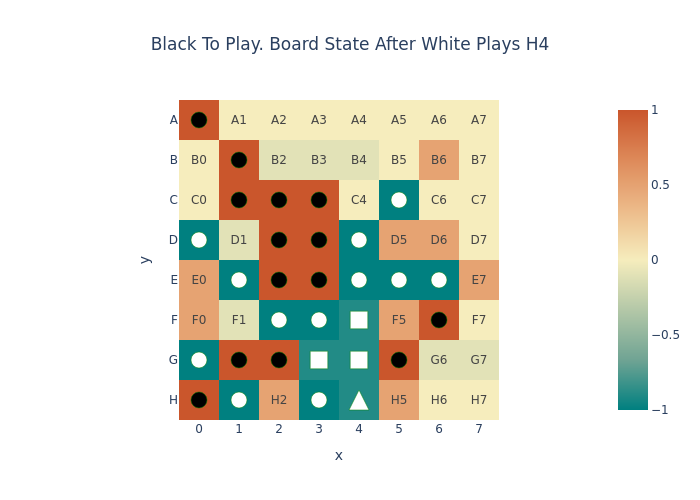 Black To Play. Board State After White Plays H4
A A1 A2 A3 A4 A5 A6 A7
B B0 B2 B3 B4 B5 B6 B7
C C0 C4 C6 C7
D D1 D5 D6 D7
E E0 E7
F F0 F1 F5 F7
G G6 G7
H H2 H5 H6 H7
0 1 2 3 4 5 6 7
x
y
1
0.5
0
−0.5
−1